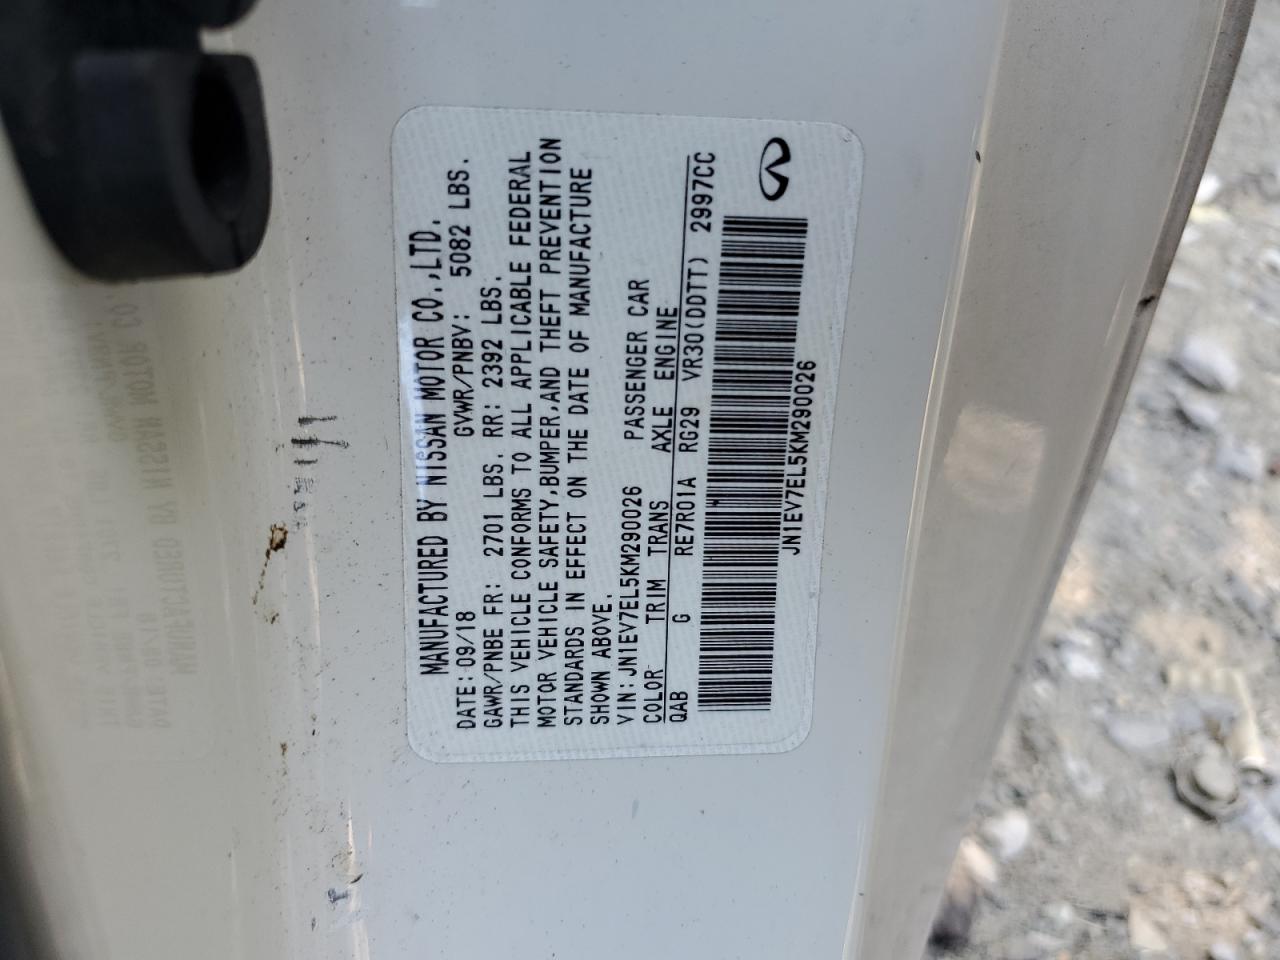 MANUFACTURED BY NISSAN MOTOR CO.,LTD.
DATE: 09/18 GVWR/PNBV: 5082 LBS.
GAWR/PNBE FR: 2701 LBS. RR: 2392 LBS.
THIS VEHICLE CONFORMS TO ALL APPLICABLE FEDERAL
MOTOR VEHICLE SAFETY,BUMPER,AND THEFT PREVENTION
STANDARDS IN EFFECT ON THE DATE OF MANUFACTURE
SHOWN ABOVE.
VIN:JN1EV7EL5KM290026 PASSENGER CAR
COLOR TRIM TRANS AXLE ENGINE
QAB G RE7R01A RG29 VR30(DDTT) 2997CC
JN1EV7EL5KM290026